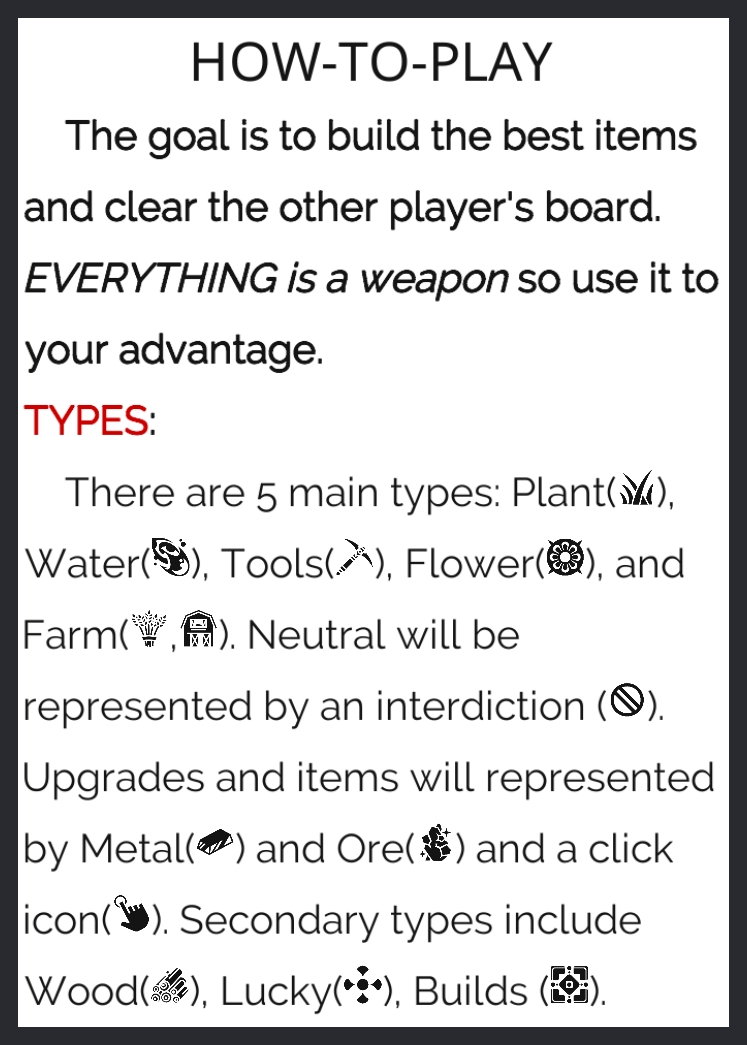 HOW-TO-PLAY
The goal is to build the best items
and clear the other player's board.
EVERYTHING is a weapon so use it to
your advantage.
TYPES:
There are 5 main types: Plant(),
Water(), Tools(), Flower(), and
Farm(,). Neutral will be
represented by an interdiction ().
Upgrades and items will represented
by Metal() and Ore() and a click
icon(). Secondary types include
Wood(), Lucky(), Builds ().